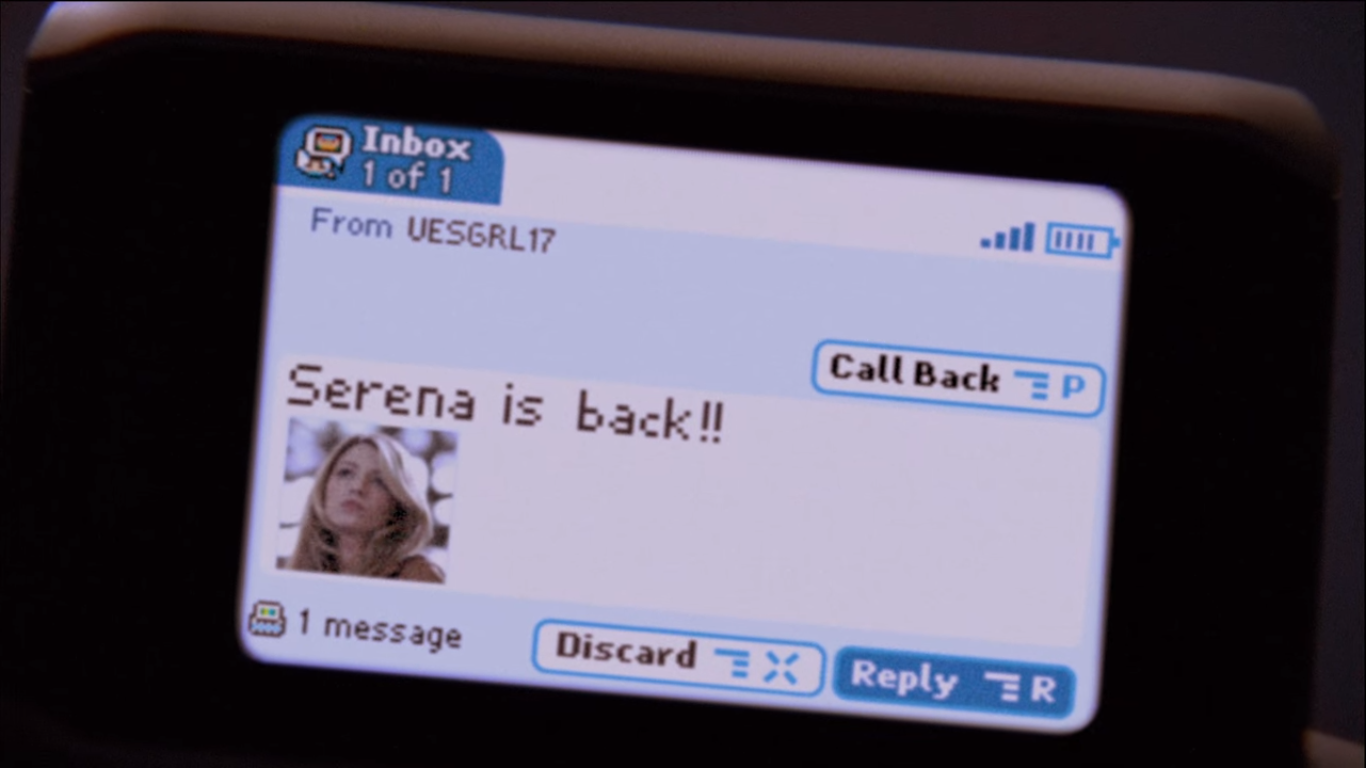 Inbox
1 of 1
From UESGRL17
Call Back P
Serena is back!!
1 message
Discard X
Reply R